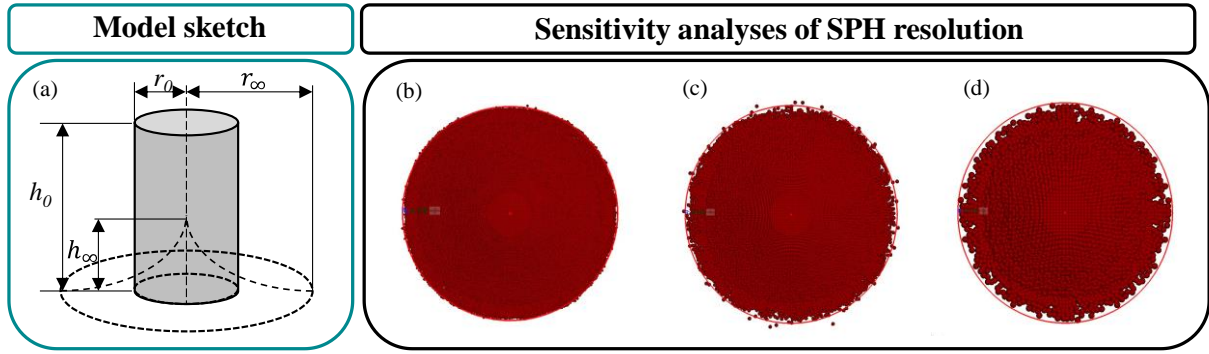 Model sketch
Sensitivity analyses of SPH resolution
(a)
r₀
r∞
h₀
h∞
(b)
(c)
(d)